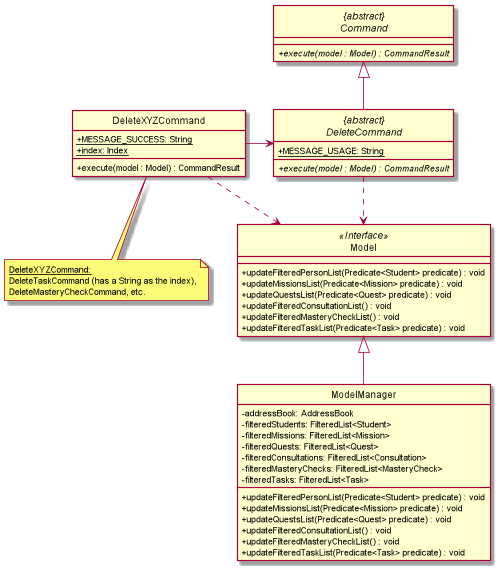 {abstract}
Command
+execute(model : Model) : CommandResult
DeleteXYZCommand
+MESSAGE_SUCCESS: String
+index: Index
+execute(model : Model) : CommandResult
{abstract}
DeleteCommand
+MESSAGE_USAGE: String
+execute(model : Model) : CommandResult
DeleteXYZCommand:
DeleteTaskCommand (has a String as the index),
DeleteMasteryCheckCommand, etc.
«Interface»
Model
+updateFilteredPersonList(Predicate<Student> predicate) : void
+updateMissionsList(Predicate<Mission> predicate) : void
+updateQuestsList(Predicate<Quest> predicate) : void
+updateFilteredConsultationList() : void
+updateFilteredMasteryCheckList() : void
+updateFilteredTaskList(Predicate<Task> predicate) : void
ModelManager
-addressBook: AddressBook
-filteredStudents: FilteredList<Student>
-filteredMissions: FilteredList<Mission>
-filteredQuests: FilteredList<Quest>
-filteredConsultations: FilteredList<Consultation>
-filteredMasteryChecks: FilteredList<MasteryCheck>
-filteredTasks: FilteredList<Task>
+updateFilteredPersonList(Predicate<Student> predicate) : void
+updateMissionsList(Predicate<Mission> predicate) : void
+updateQuestsList(Predicate<Quest> predicate) : void
+updateFilteredConsultationList() : void
+updateFilteredMasteryCheckList() : void
+updateFilteredTaskList(Predicate<Task> predicate) : void